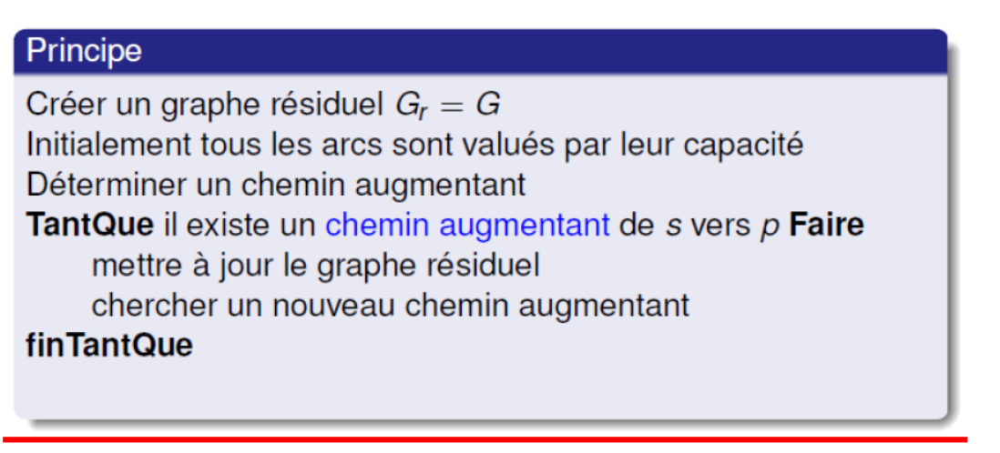 Principe
Créer un graphe résiduel Gr = G
Initialement tous les arcs sont valués par leur capacité
Déterminer un chemin augmentant
TantQue il existe un chemin augmentant de s vers p Faire
mettre à jour le graphe résiduel
chercher un nouveau chemin augmentant
finTantQue